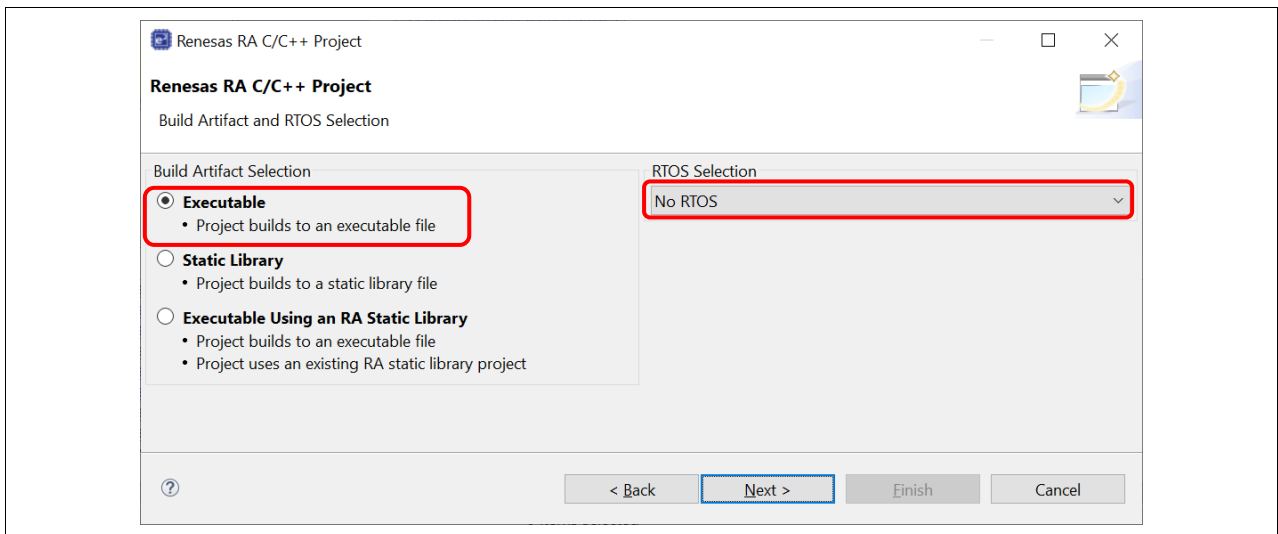 Renesas RA C/C++ Project
Renesas RA C/C++ Project
Build Artifact and RTOS Selection
Build Artifact Selection
Executable
• Project builds to an executable file
Static Library
• Project builds to a static library file
Executable Using an RA Static Library
• Project builds to an executable file
• Project uses an existing RA static library project
RTOS Selection
No RTOS
< Back
Next >
Finish
Cancel